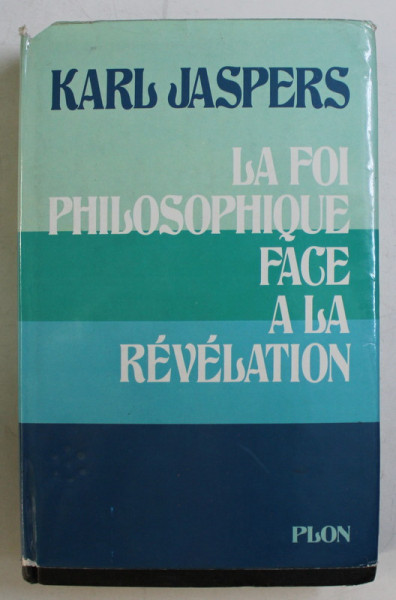 KARL JASPERS
LA FOI
PHILOSOPHIQUE
FACE
A LA
RÉVÉLATION
PLON